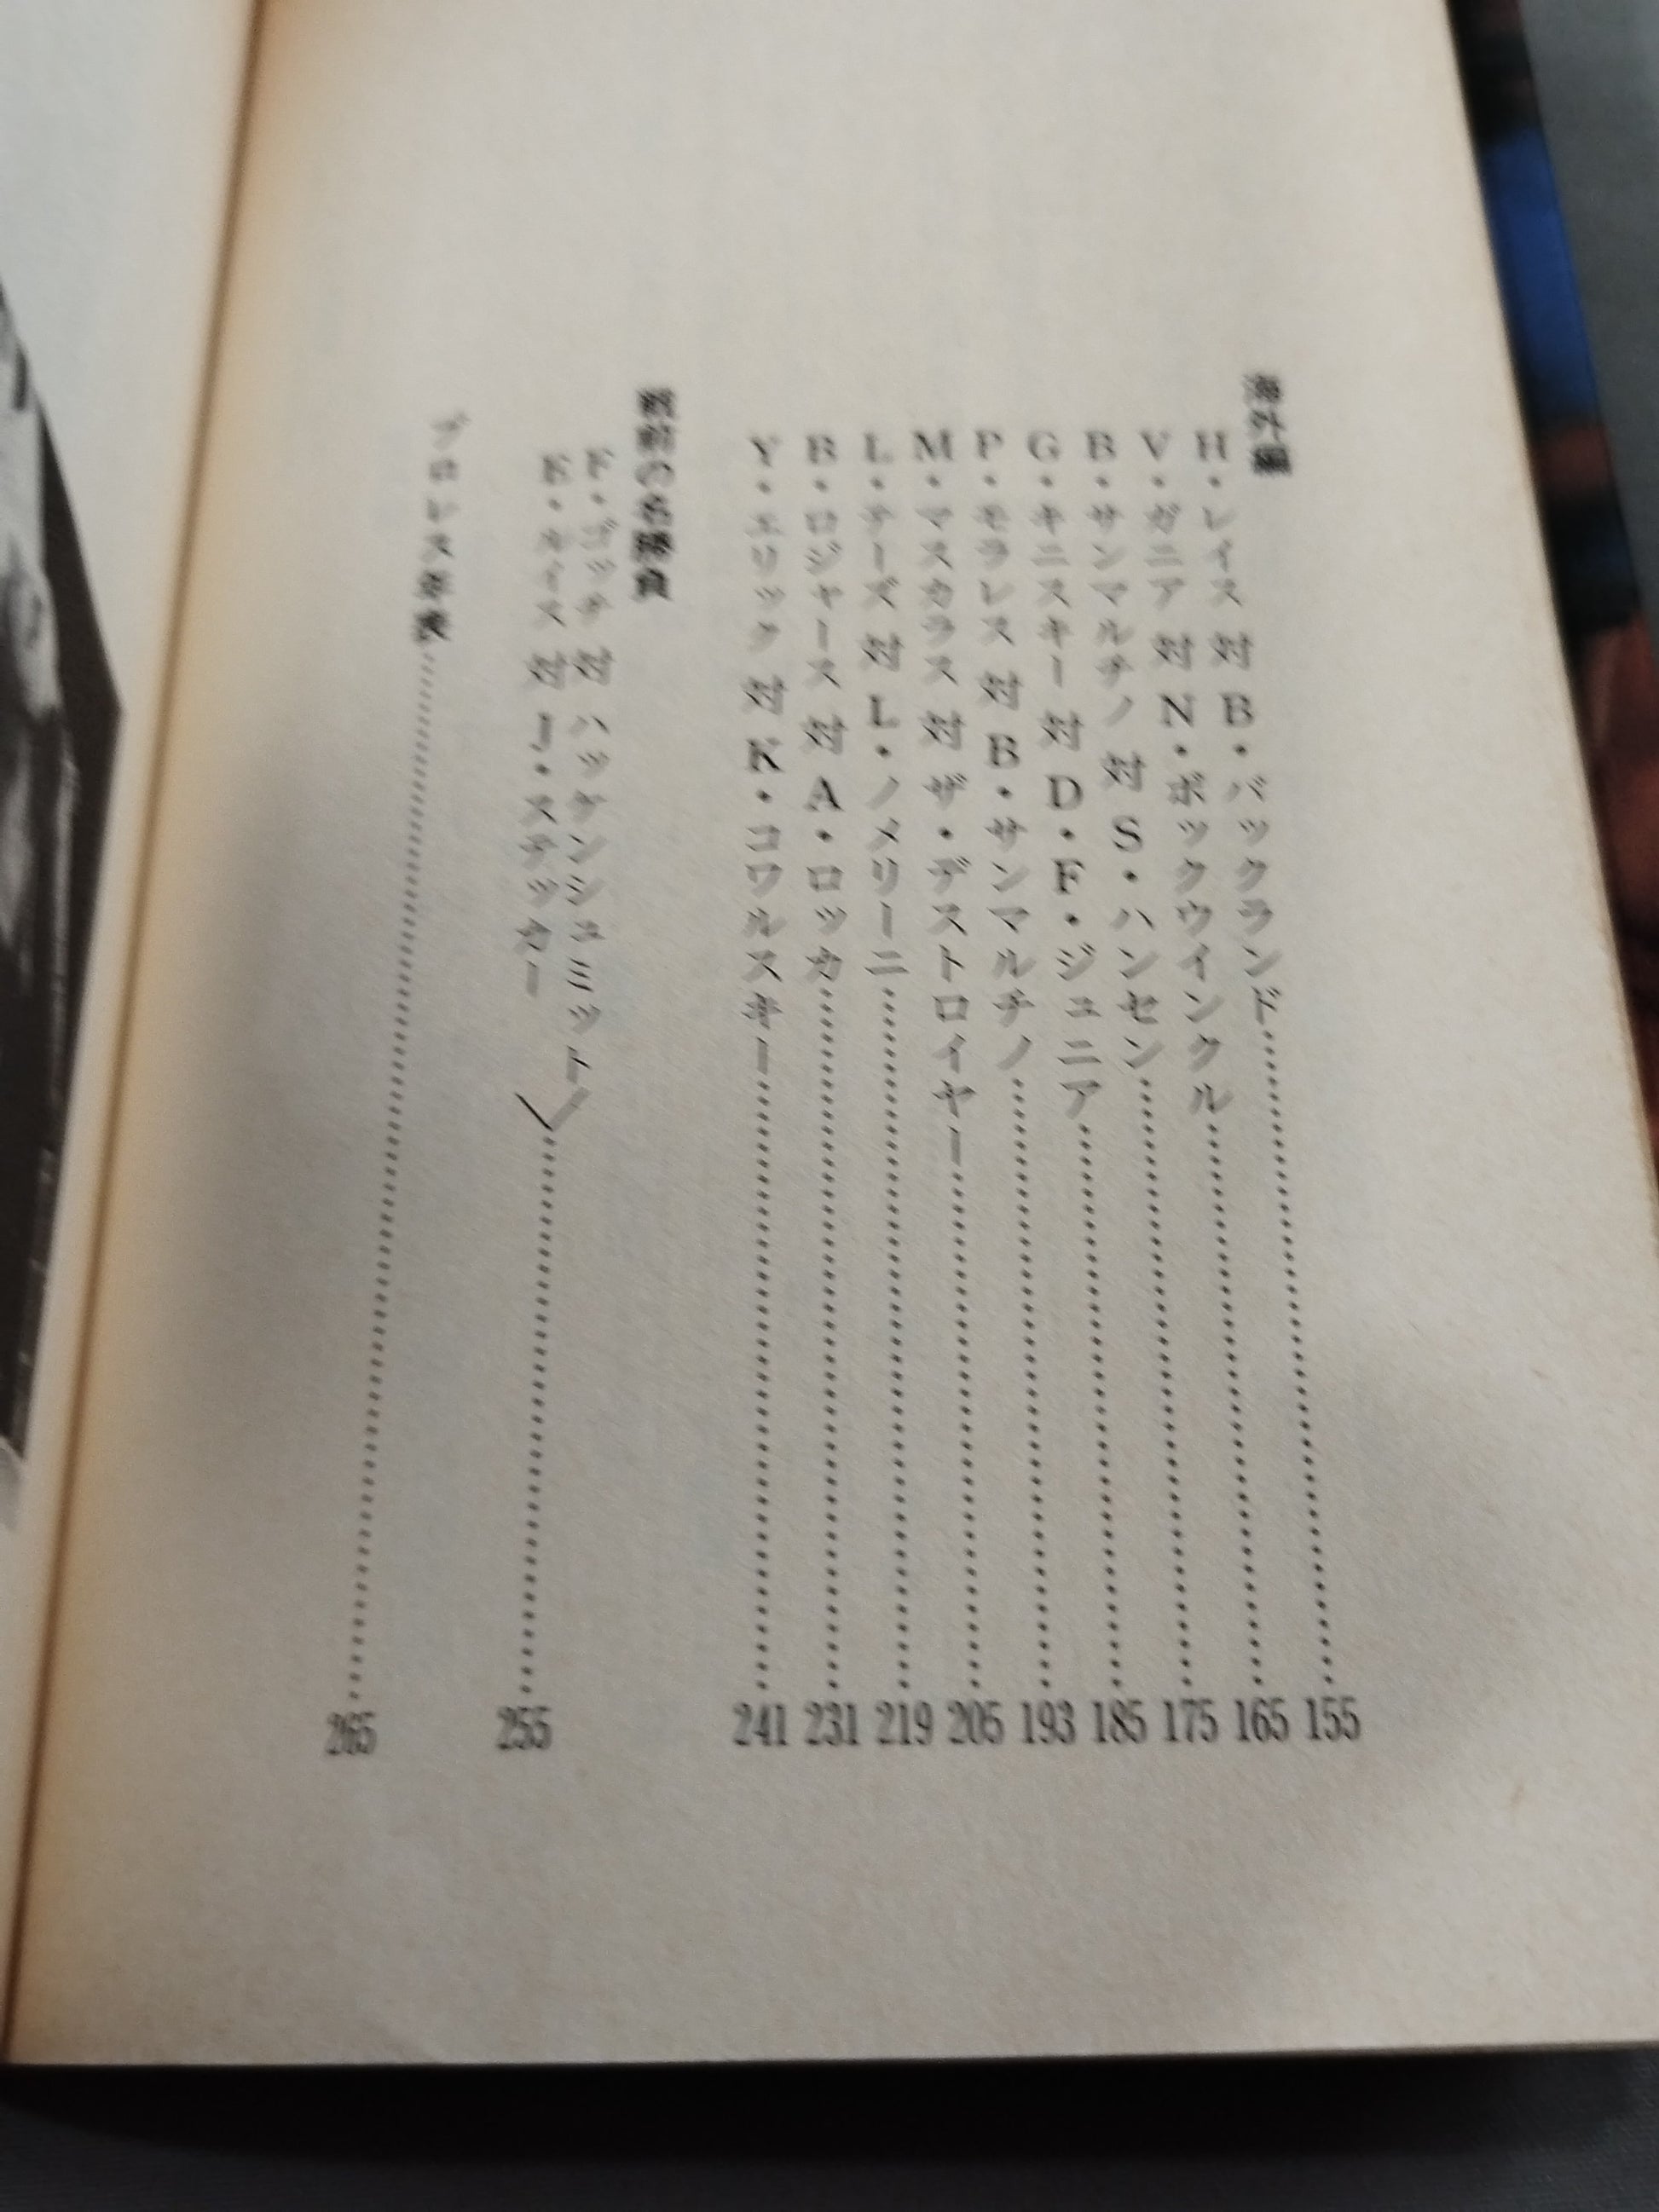 海外編
H・レイス 対 B・バックランド……155
V・ガニア 対 N・ボックウインクル……165
B・サンマルチノ 対 S・ハンセン……175
G・キニスキー 対 D・F・ジュニア……185
P・モラレス 対 B・サンマルチノ……193
M・マスカラス 対 ザ・デストロイヤー……205
L・テーズ 対 L・ノメリーニ……219
B・ロジャース 対 A・ロッカ……231
Y・エリック 対 K・コワルスキー……241
戦前の名勝負
F・ゴッチ 対 ハッケンシュミット
E・ルイス 対 J・ステッカー……255
プロレス年表……265